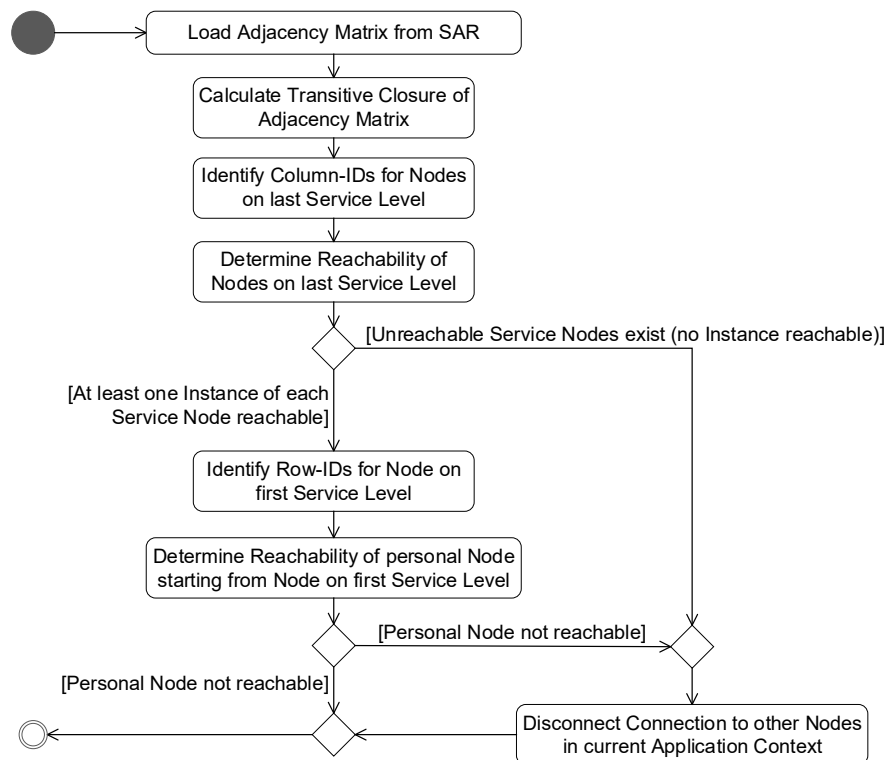 Load Adjacency Matrix from SAR
Calculate Transitive Closure of
Adjacency Matrix
Identify Column-IDs for Nodes
on last Service Level
Determine Reachability of
Nodes on last Service Level
[Unreachable Service Nodes exist (no Instance reachable)]
[At least one Instance of each
Service Node reachable]
Identify Row-IDs for Node on
first Service Level
Determine Reachability of personal Node
starting from Node on first Service Level
[Personal Node not reachable]
[Personal Node not reachable]
Disconnect Connection to other Nodes
in current Application Context